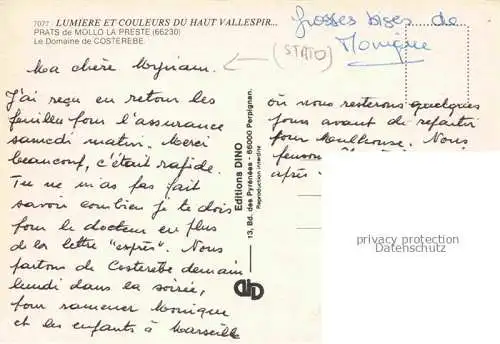 7077 - LUMIERE ET COULEURS DU HAUT VALLESPIR...
PRATS de MOLLO LA PRESTE (66230)
Le Domaine de COSTEREBE.
Grosses bises de
Monique
(STATO)
Ma chère Myriam.
J'ai reçu en retour les
feuilles pour l'assurance
samedi matin. Merci
beaucoup, c'était rapide.
Tu ne m'as pas fait
savoir combien je te dois
pour le docteur en plus
de la lettre "exprès". Nous
partons de Costerebe demain
lundi dans la soirée,
pour ramener Monique
et les enfants à Marseille
Editions DINO
13, Bd. des Pyrénées - 66000 Perpignan.
Reproduction interdite
où nous resterons quelques
jours avant de repartir
pour Mulhouse. Nous
pensons
après
privacy protection
Datenschutz